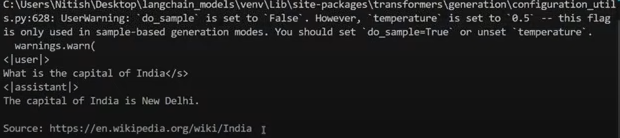 C:\Users\Nitish\Desktop\langchain_models\venv\Lib\site-packages\transformers\generation\configuration_util
s.py:628: UserWarning: `do_sample` is set to `False`. However, `temperature` is set to `0.5` -- this flag
is only used in sample-based generation modes. You should set `do_sample=True` or unset `temperature`.
  warnings.warn(
<|user|>
What is the capital of India</s>
<|assistant|>
The capital of India is New Delhi.

Source: https://en.wikipedia.org/wiki/India